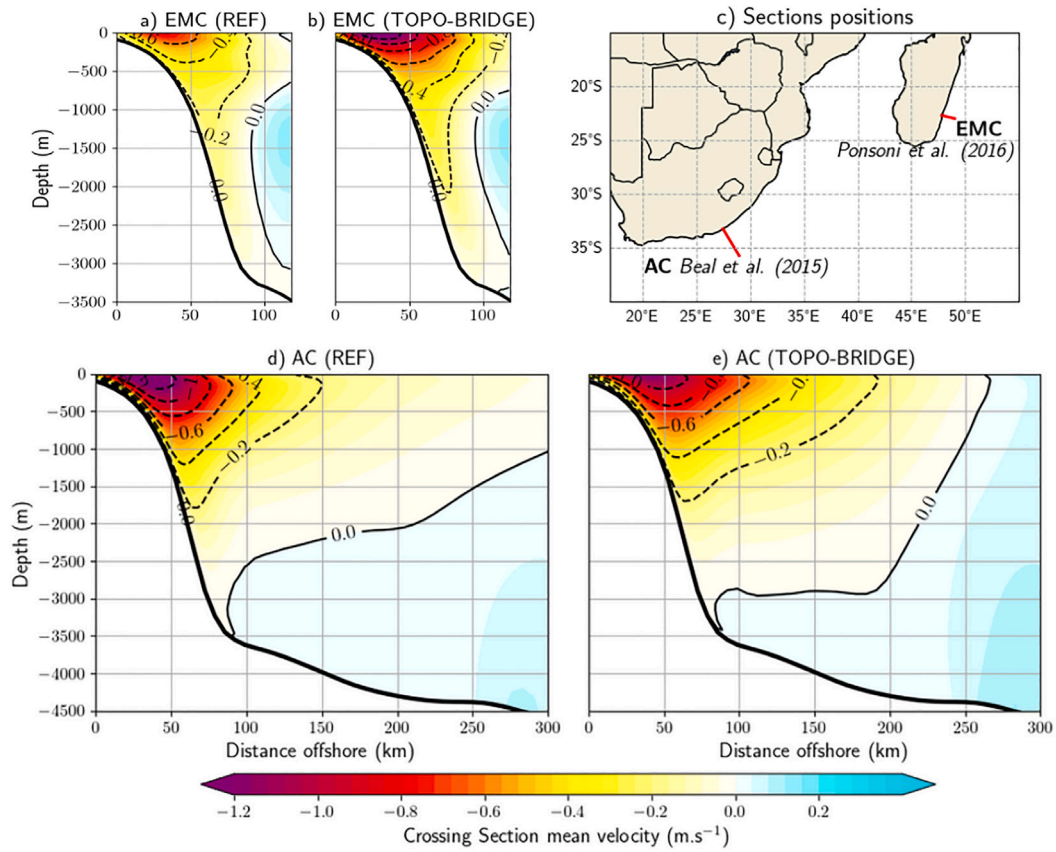 a) EMC (REF)
b) EMC (TOPO-BRIDGE)
c) Sections positions
0
−500
−1000
−1500
−2000
−2500
−3000
−3500
Depth (m)
−0.2
0.0
0.0
0 50 100
−0.4
0.0
0.0
0 50 100
20°S
25°S
30°S
35°S
EMC
Ponsoni et al. (2016)
AC Beal et al. (2015)
20°E 25°E 30°E 35°E 40°E 45°E 50°E
d) AC (REF)
e) AC (TOPO-BRIDGE)
0
−500
−1000
−1500
−2000
−2500
−3000
−3500
−4000
−4500
Depth (m)
−0.6
−0.2
0.0
0.0
0 50 100 150 200 250 300
Distance offshore (km)
−0.6
−0.2
0.0
0 50 100 150 200 250 300
Distance offshore (km)
−1.2 −1.0 −0.8 −0.6 −0.4 −0.2 0.0 0.2
Crossing Section mean velocity (m.s⁻¹)